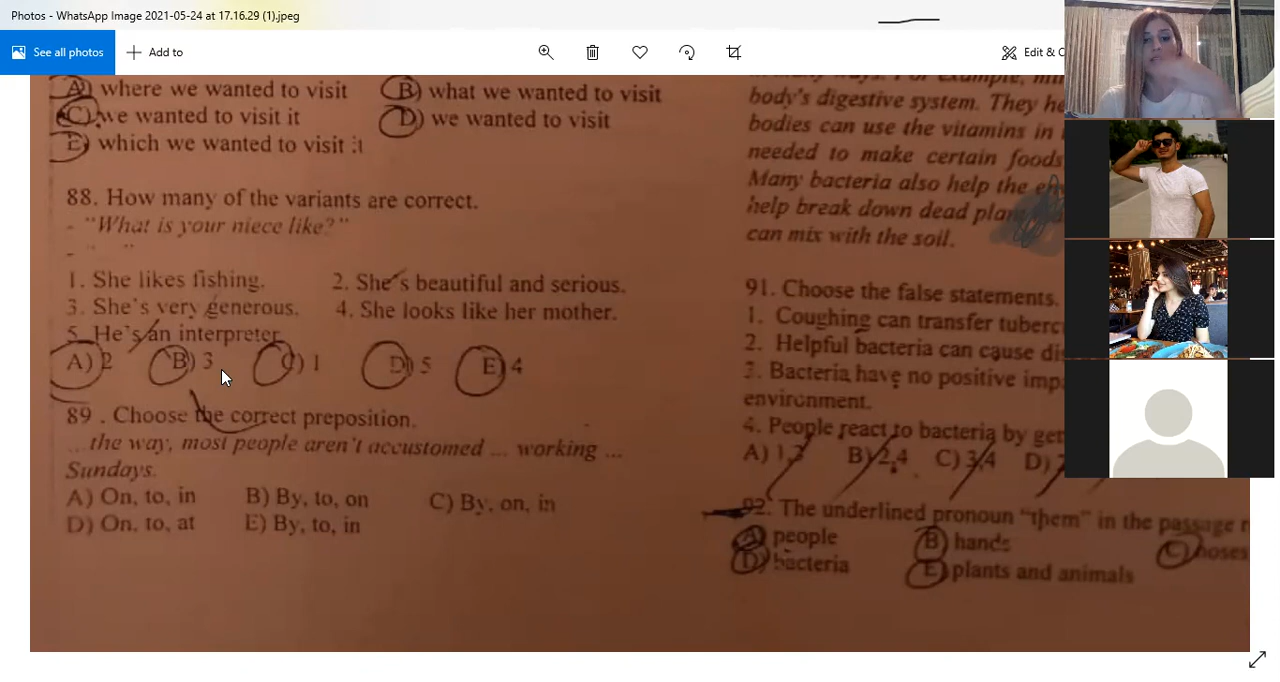 Photos - WhatsApp Image 2021-05-24 at 17.16.29 (1).jpeg
See all photos
Add to
Edit & C
A) where we wanted to visit
B) what we wanted to visit
C) we wanted to visit it
D) we wanted to visit
E) which we wanted to visit it
88. How many of the variants are correct.
- "What is your niece like?"
- "     "
1. She likes fishing.
2. She's beautiful and serious.
3. She's very generous.
4. She looks like her mother.
5. He's an interpreter
A) 2 B) 3 C) 1 D) 5 E) 4
89 . Choose the correct preposition.
... the way, most people aren't accustomed ... working ...
Sundays.
A) On, to, in B) By, to, on C) By, on, in
D) On, to, at E) By, to, in
body's digestive system. They he
bodies can use the vitamins in
needed to make certain foods
Many bacteria also help the
help break down dead plan
can mix with the soil.
91. Choose the false statements.
1. Coughing can transfer tuberc
2. Helpful bacteria can cause dis
3. Bacteria have no positive imp
environment.
4. People react to bacteria by get
A) 1,3 B) 2,4 C) 3,4 D)
92. The underlined pronoun "them" in the passage r
A) people B) hands C) noses
D) bacteria E) plants and animals